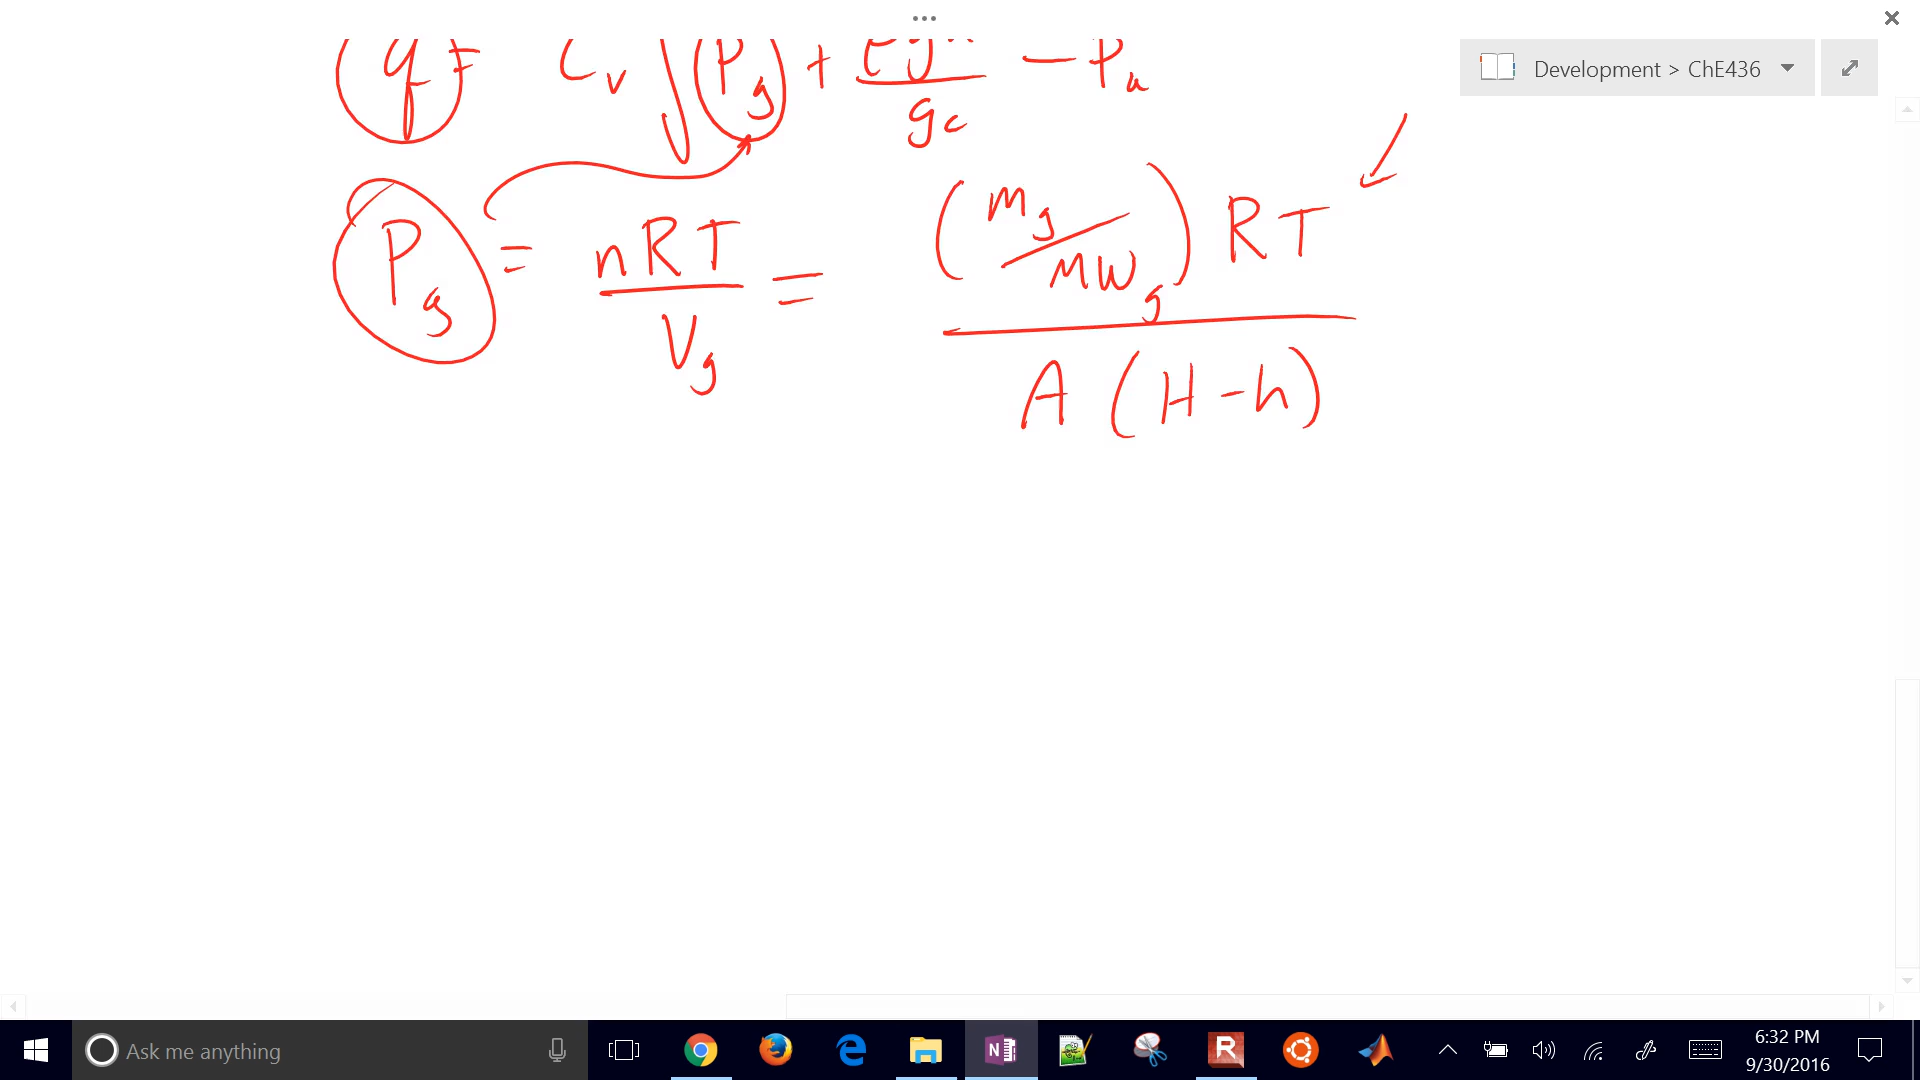 Development > ChE436
q = Cv √ Pg + ρgh / gc − Pa
Pg = nRT / Vg = (mg / MWg) RT / A (H - h)
Ask me anything
6:32 PM
9/30/2016